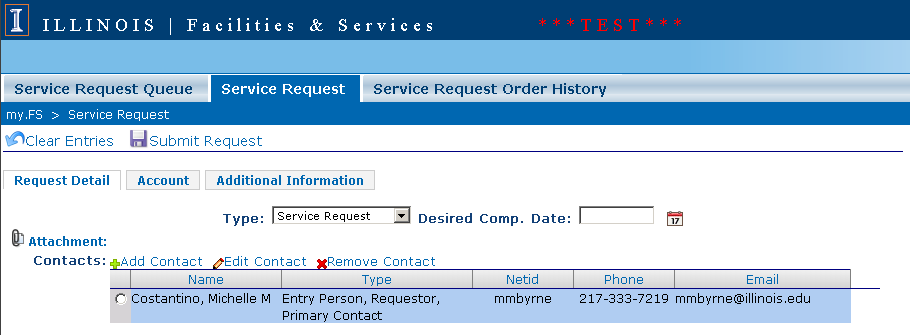 I ILLINOIS | Facilities & Services ***TEST***
Service Request Queue Service Request Service Request Order History
my.FS > Service Request
Clear Entries Submit Request
Request Detail Account Additional Information
Type: Service Request Desired Comp. Date: 17
Attachment:
Contacts: Add Contact Edit Contact Remove Contact
Name Type Netid Phone Email
Costantino, Michelle M Entry Person, Requestor, mmbyrne 217-333-7219 mmbyrne@illinois.edu
Primary Contact